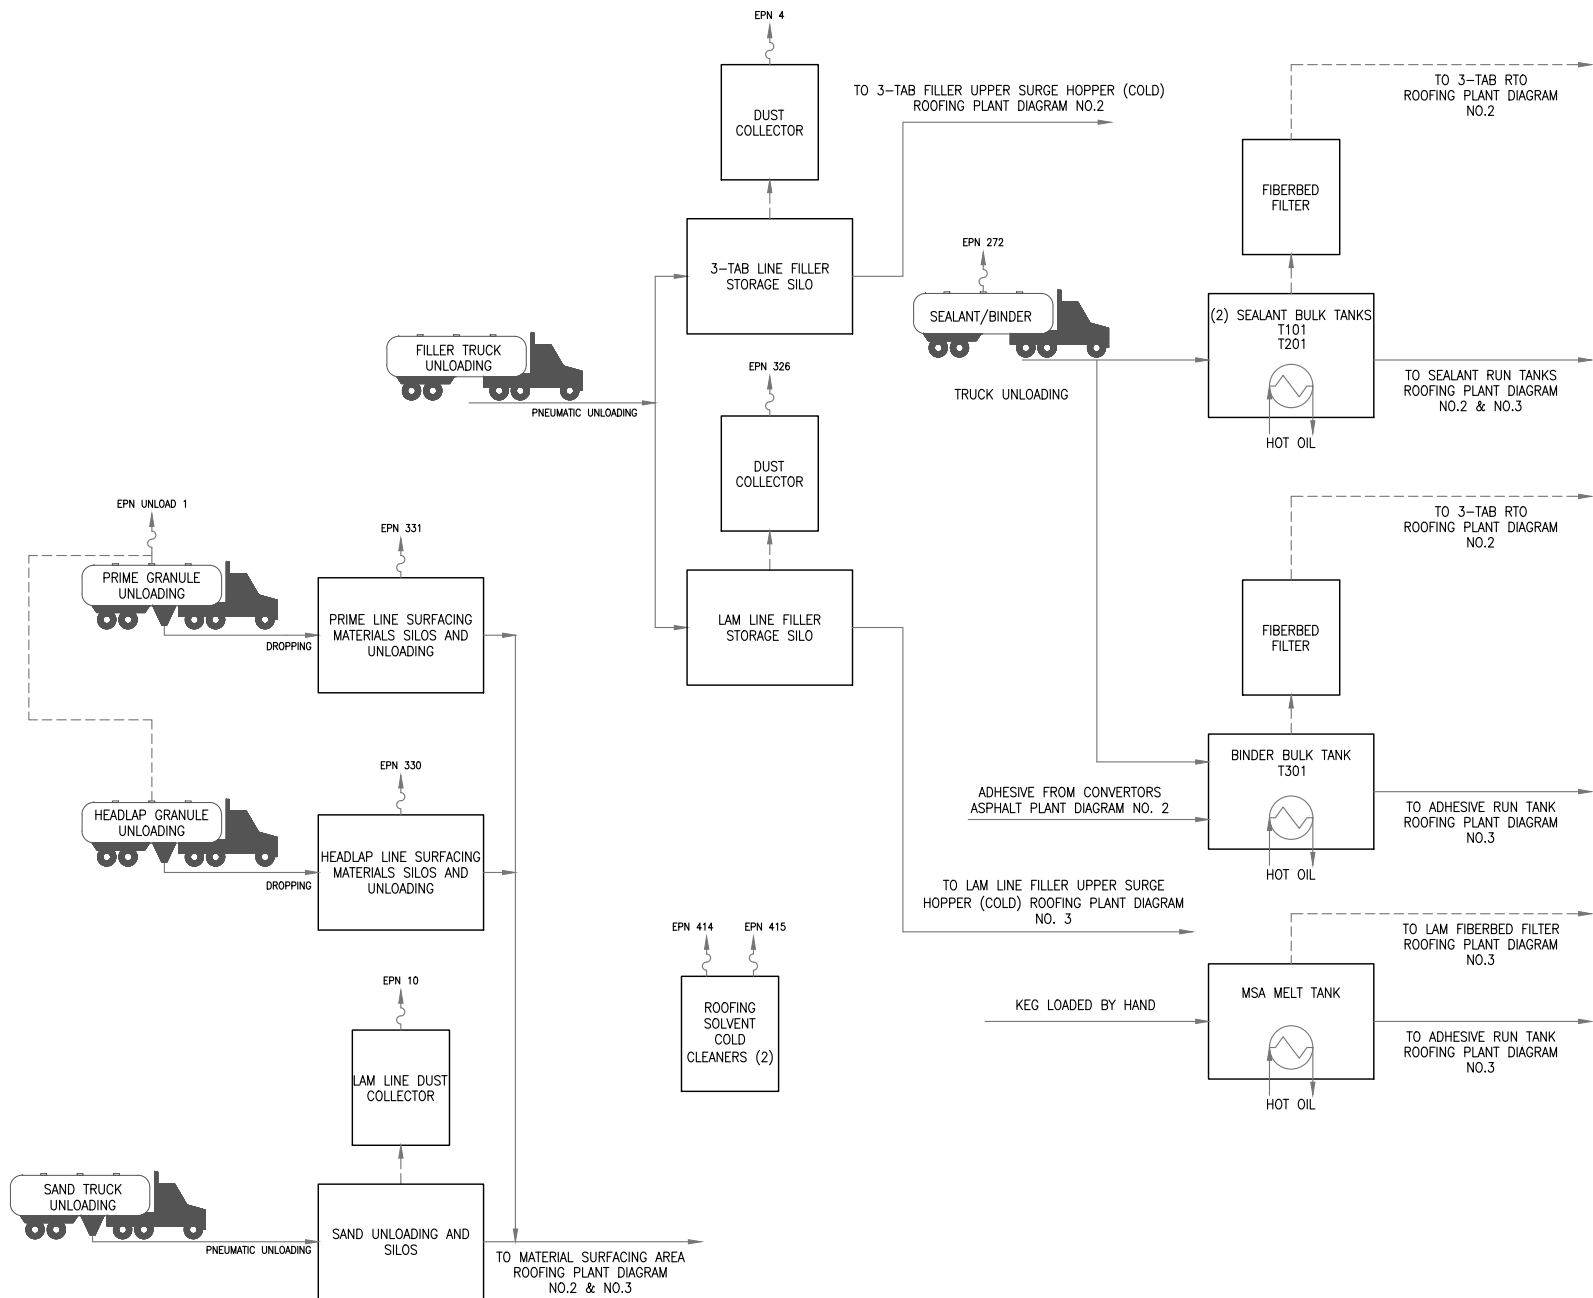 EPN 4
DUST
COLLECTOR
TO 3-TAB FILLER UPPER SURGE HOPPER (COLD)
ROOFING PLANT DIAGRAM NO.2
TO 3-TAB RTO
ROOFING PLANT DIAGRAM
NO.2
FIBERBED
FILTER
3-TAB LINE FILLER
STORAGE SILO
EPN 272
SEALANT/BINDER
TRUCK UNLOADING
(2) SEALANT BULK TANKS
T101
T201
HOT OIL
TO SEALANT RUN TANKS
ROOFING PLANT DIAGRAM
NO.2 & NO.3
FILLER TRUCK
UNLOADING
PNEUMATIC UNLOADING
EPN 326
DUST
COLLECTOR
LAM LINE FILLER
STORAGE SILO
EPN UNLOAD 1
PRIME GRANULE
UNLOADING
DROPPING
EPN 331
PRIME LINE SURFACING
MATERIALS SILOS AND
UNLOADING
TO 3-TAB RTO
ROOFING PLANT DIAGRAM
NO.2
FIBERBED
FILTER
BINDER BULK TANK
T301
HOT OIL
ADHESIVE FROM CONVERTORS
ASPHALT PLANT DIAGRAM NO. 2
TO ADHESIVE RUN TANK
ROOFING PLANT DIAGRAM
NO.3
HEADLAP GRANULE
UNLOADING
DROPPING
EPN 330
HEADLAP LINE SURFACING
MATERIALS SILOS AND
UNLOADING
TO LAM LINE FILLER UPPER SURGE
HOPPER (COLD) ROOFING PLANT DIAGRAM
NO. 3
EPN 414
EPN 415
ROOFING
SOLVENT
COLD
CLEANERS (2)
TO LAM FIBERBED FILTER
ROOFING PLANT DIAGRAM
NO.3
KEG LOADED BY HAND
MSA MELT TANK
HOT OIL
TO ADHESIVE RUN TANK
ROOFING PLANT DIAGRAM
NO.3
EPN 10
LAM LINE DUST
COLLECTOR
SAND TRUCK
UNLOADING
PNEUMATIC UNLOADING
SAND UNLOADING AND
SILOS
TO MATERIAL SURFACING AREA
ROOFING PLANT DIAGRAM
NO.2 & NO.3